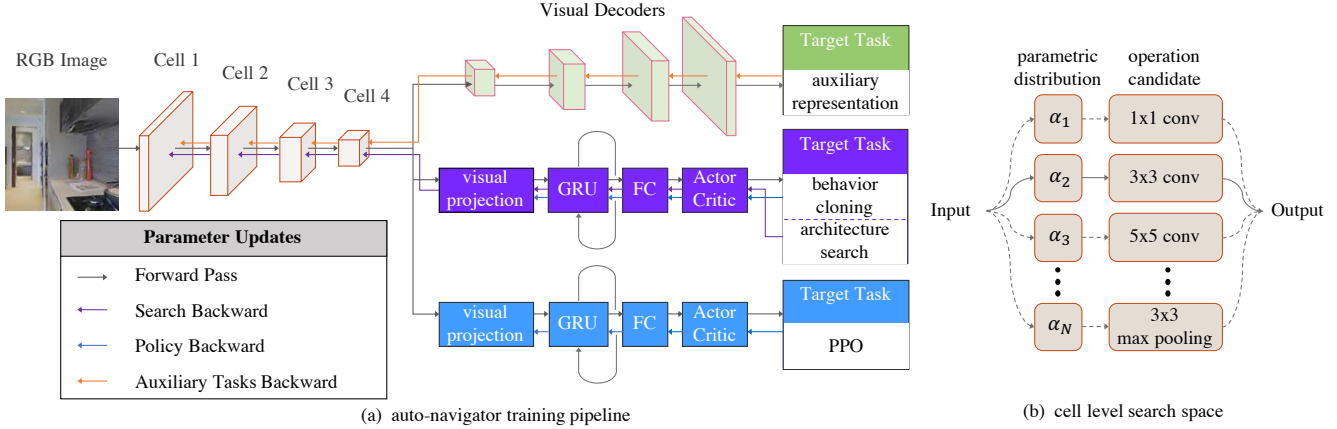 Visual Decoders
RGB Image
Cell 1
Cell 2
Cell 3
Cell 4
Target Task
auxiliary
representation
visual
projection
GRU
FC
Actor
Critic
Target Task
behavior
cloning
architecture
search
visual
projection
GRU
FC
Actor
Critic
Target Task
PPO
Parameter Updates
Forward Pass
Search Backward
Policy Backward
Auxiliary Tasks Backward
(a) auto-navigator training pipeline
parametric
distribution
operation
candidate
Input
α1
1x1 conv
α2
3x3 conv
α3
5x5 conv
αN
3x3
max pooling
Output
(b) cell level search space